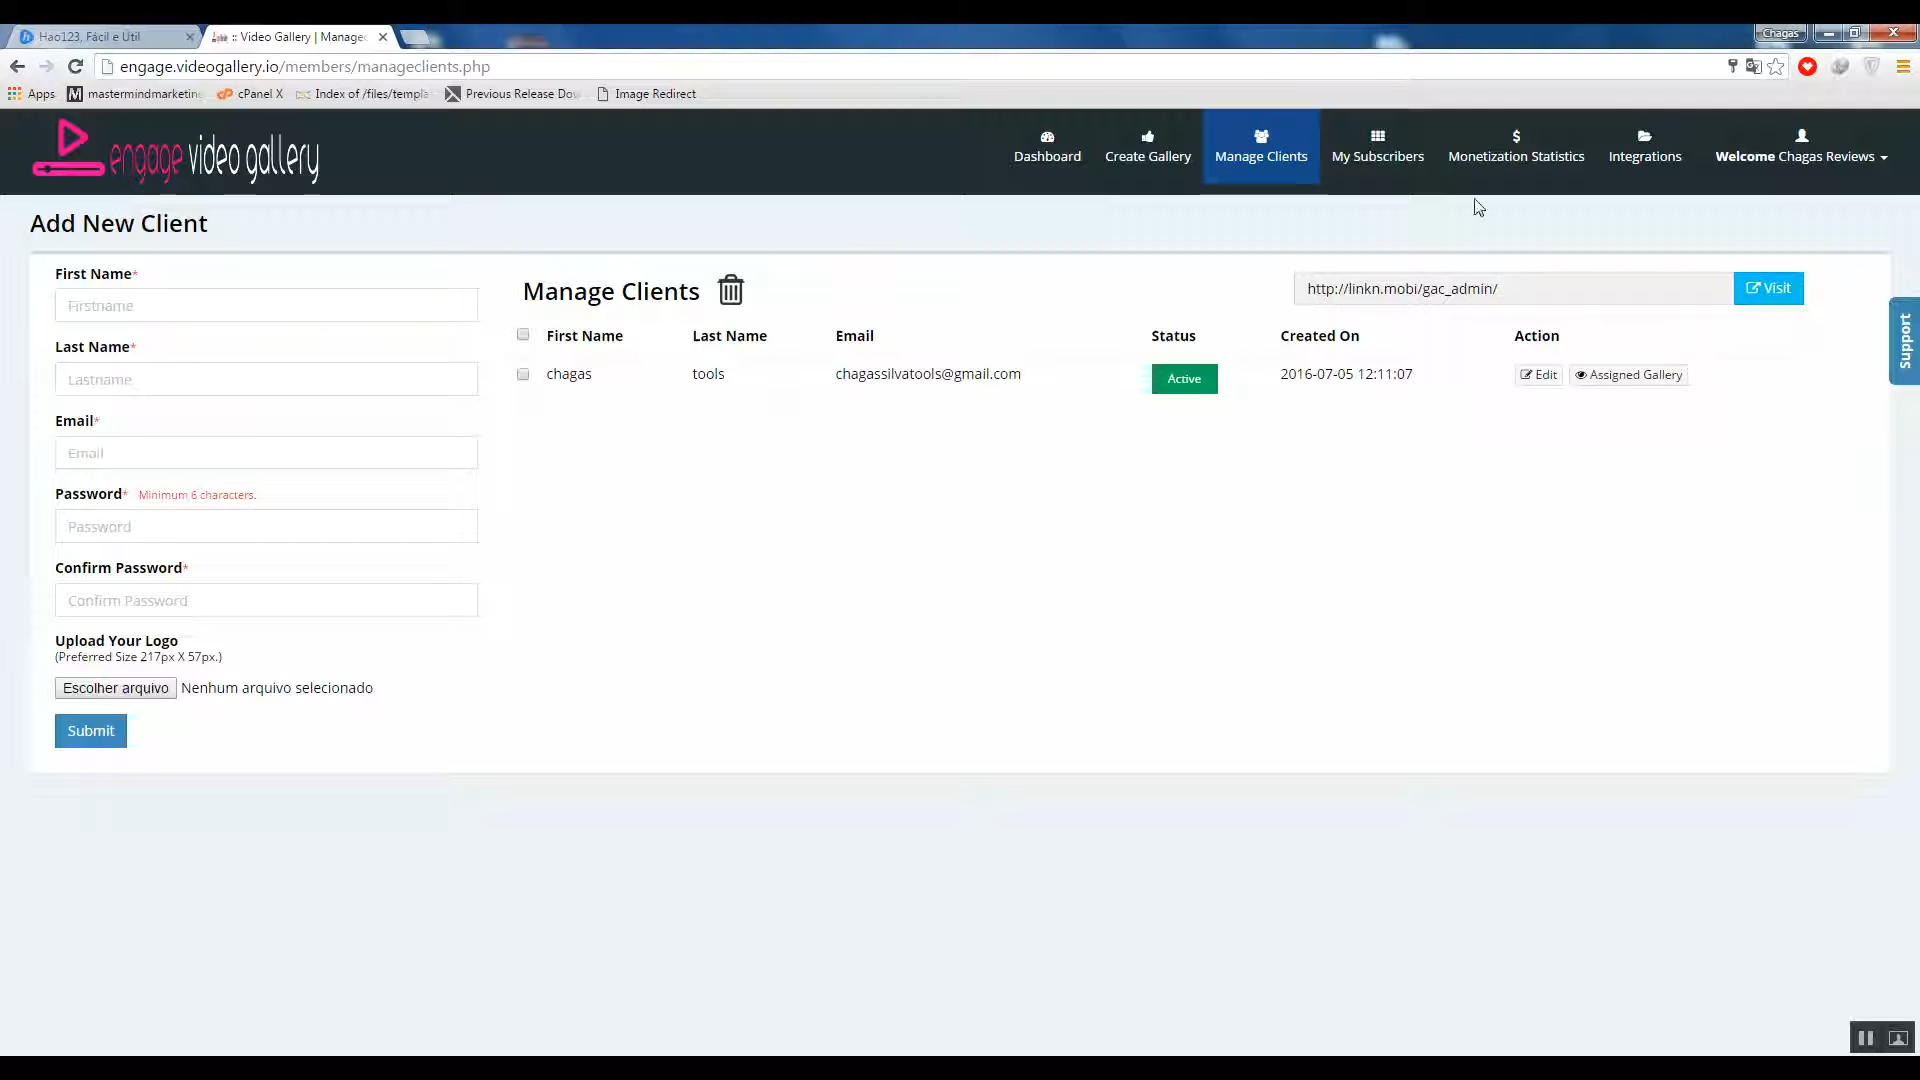 Hao123, Fácil e Útil
:: Video Gallery | Manage
Chagas
engage.videogallery.io/members/manageclients.php
Apps
mastermindmarketin
cPanel X
Index of /files/templa
Previous Release Do
Image Redirect
engage video gallery
Dashboard
Create Gallery
Manage Clients
My Subscribers
Monetization Statistics
Integrations
Welcome Chagas Reviews
Add New Client
First Name*
Firstname
Last Name*
Lastname
Email*
Email
Password* Minimum 6 characters.
Password
Confirm Password*
Confirm Password
Upload Your Logo
(Preferred Size 217px X 57px.)
Escolher arquivo Nenhum arquivo selecionado
Submit
Manage Clients
http://linkn.mobi/gac_admin/ Visit
First Name Last Name Email Status Created On Action
chagas tools chagassilvatools@gmail.com Active 2016-07-05 12:11:07 Edit Assigned Gallery
Support